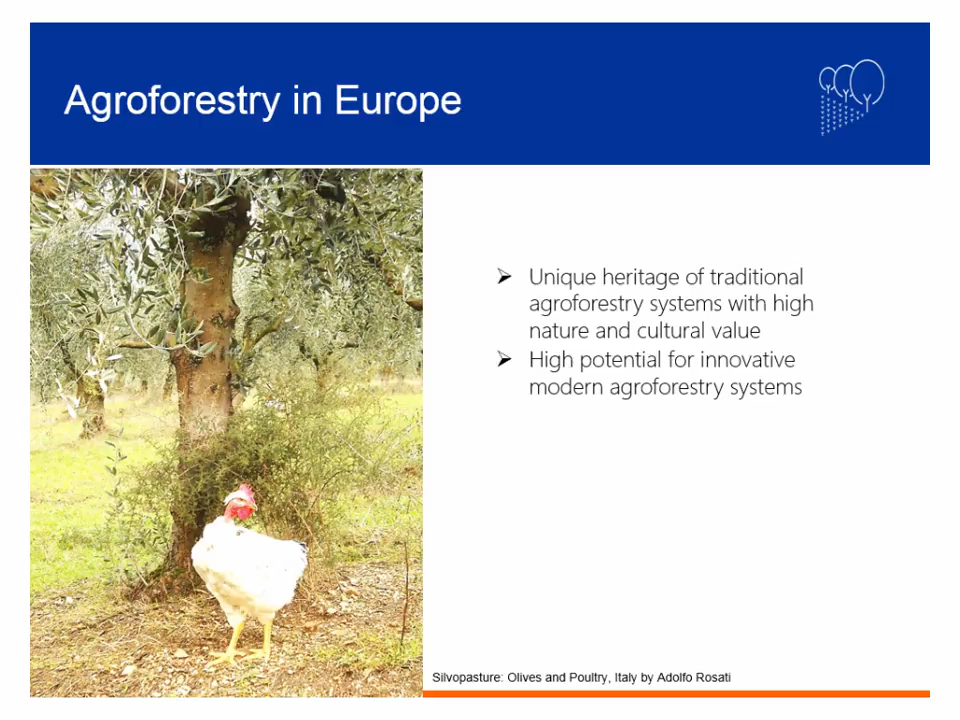 Agroforestry in Europe
Unique heritage of traditional
agroforestry systems with high
nature and cultural value
High potential for innovative
modern agroforestry systems
Silvopasture: Olives and Poultry, Italy by Adolfo Rosati